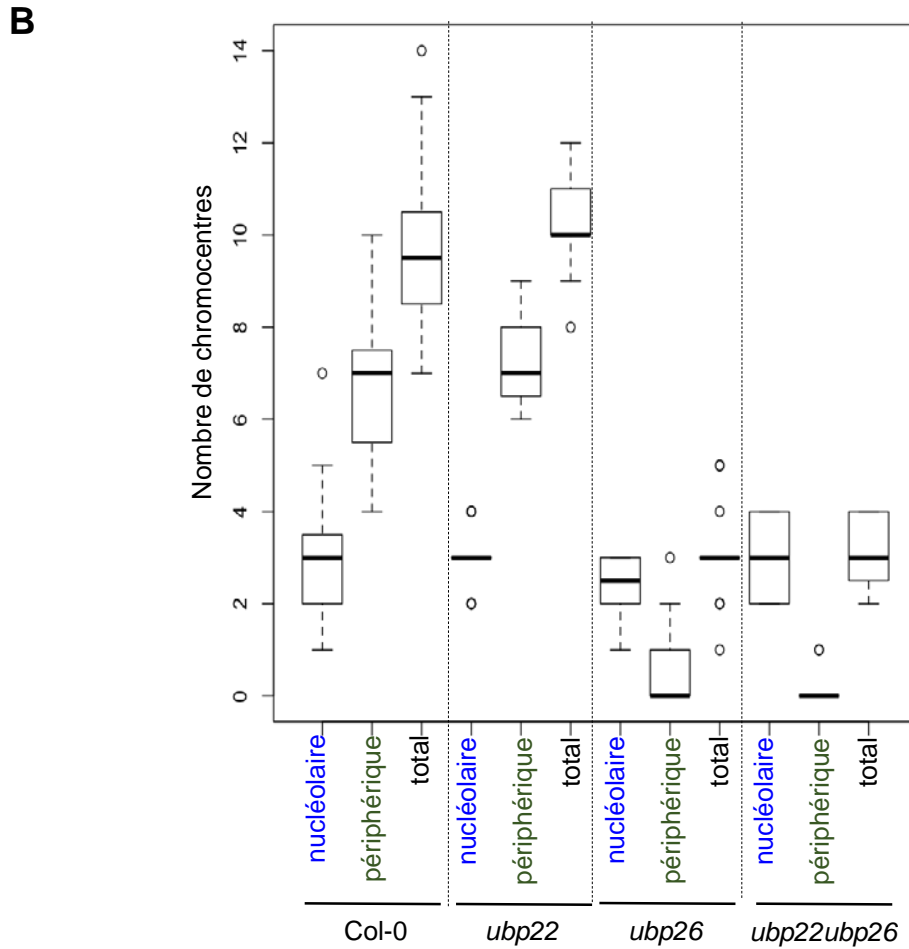 B
Nombre de chromocentres
14
12
10
8
6
4
2
0
nucléolaire
périphérique
total
nucléolaire
périphérique
total
nucléolaire
périphérique
total
nucléolaire
périphérique
total
Col-0
ubp22
ubp26
ubp22ubp26